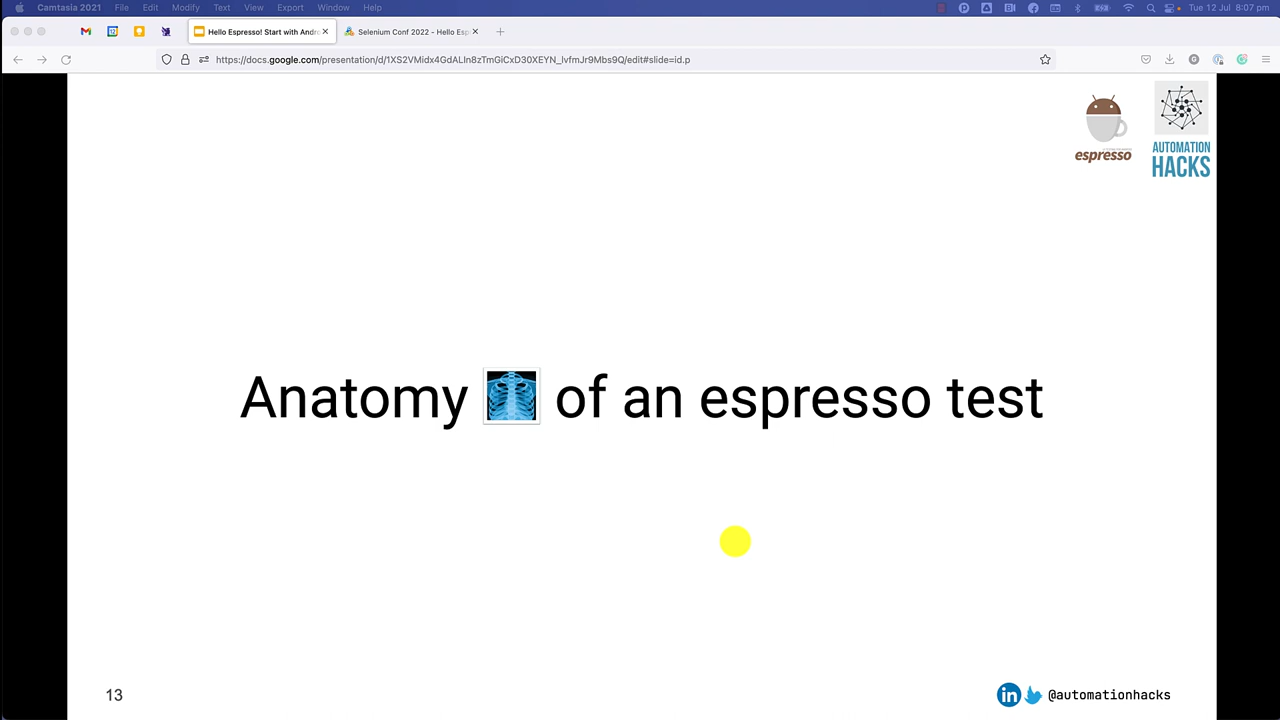 Camtasia 2021 File Edit Modify Text View Export Window Help Tue 12 Jul 8:07 pm
Hello Espresso! Start with Andro Selenium Conf 2022 - Hello Esp
https://docs.google.com/presentation/d/1XS2VMidx4GdALIn8zTmGiCxD30XEYN_lvfmJr9Mbs9Q/edit#slide=id.p
espresso
AUTOMATION
HACKS
Anatomy of an espresso test
13
in @automationhacks